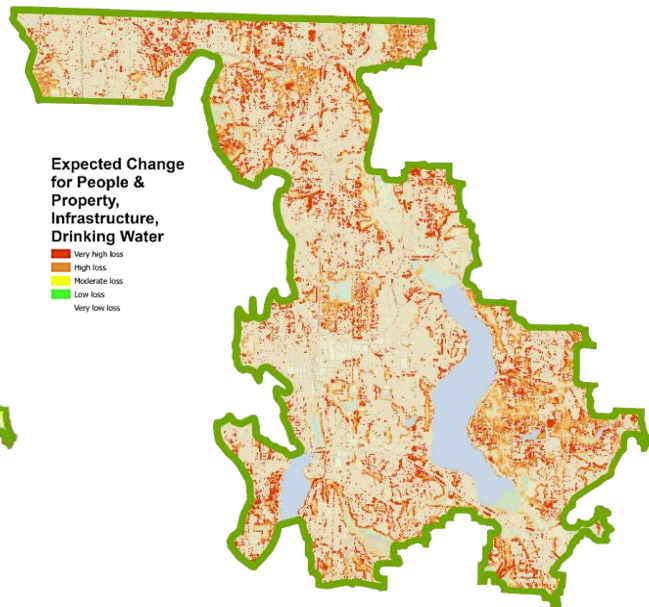 Expected Change
for People &
Property,
Infrastructure,
Drinking Water
Very high loss
High loss
Moderate loss
Low loss
Very low loss